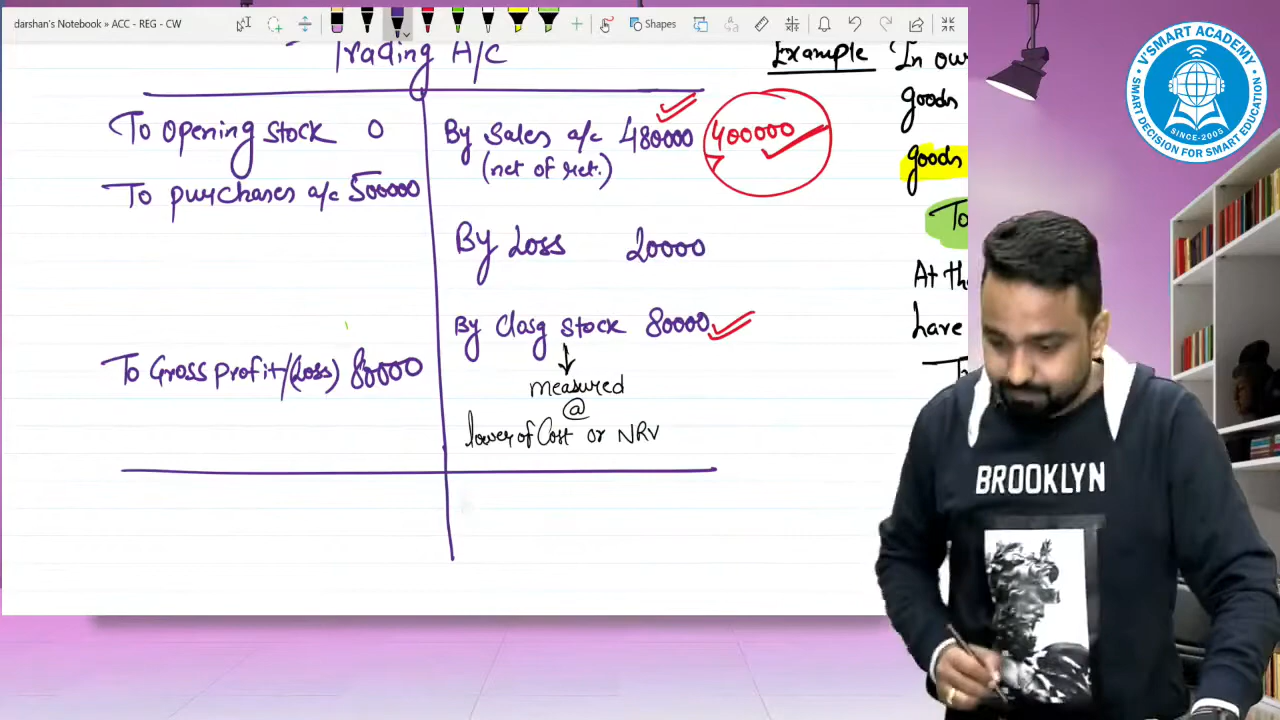 darshan's Notebook » ACC - REG - CW
Shapes
Trading A/C
To Opening Stock 0
By Sales a/c 480000 400000
(net of ret.)
To purchases a/c 500000
By Loss 20000
By Closg stock 80000
To Gross Profit/(Loss) 80000
measured
@
lower of Cost or NRV
Example "In ou
goods
goods
To
At th
have
V'SMART ACADEMY
SINCE-2005
SMART DECISION FOR SMART EDUCATION
BROOKLYN